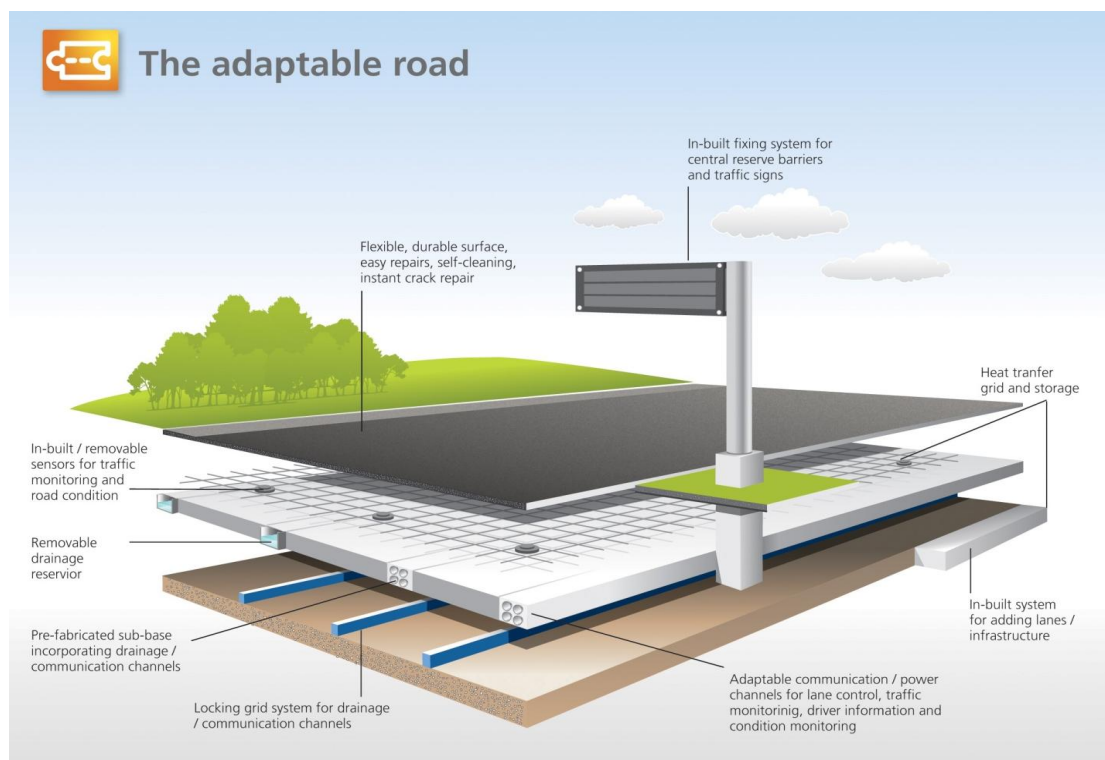 The adaptable road
In-built fixing system for
central reserve barriers
and traffic signs
Flexible, durable surface,
easy repairs, self-cleaning,
instant crack repair
Heat tranfer
grid and storage
In-built / removable
sensors for traffic
monitoring and
road condition
Removable
drainage
reservior
Pre-fabricated sub-base
incorporating drainage /
communication channels
Locking grid system for drainage
/ communication channels
Adaptable communication / power
channels for lane control, traffic
monitorinig, driver information and
condition monitoring
In-built system
for adding lanes /
infrastructure